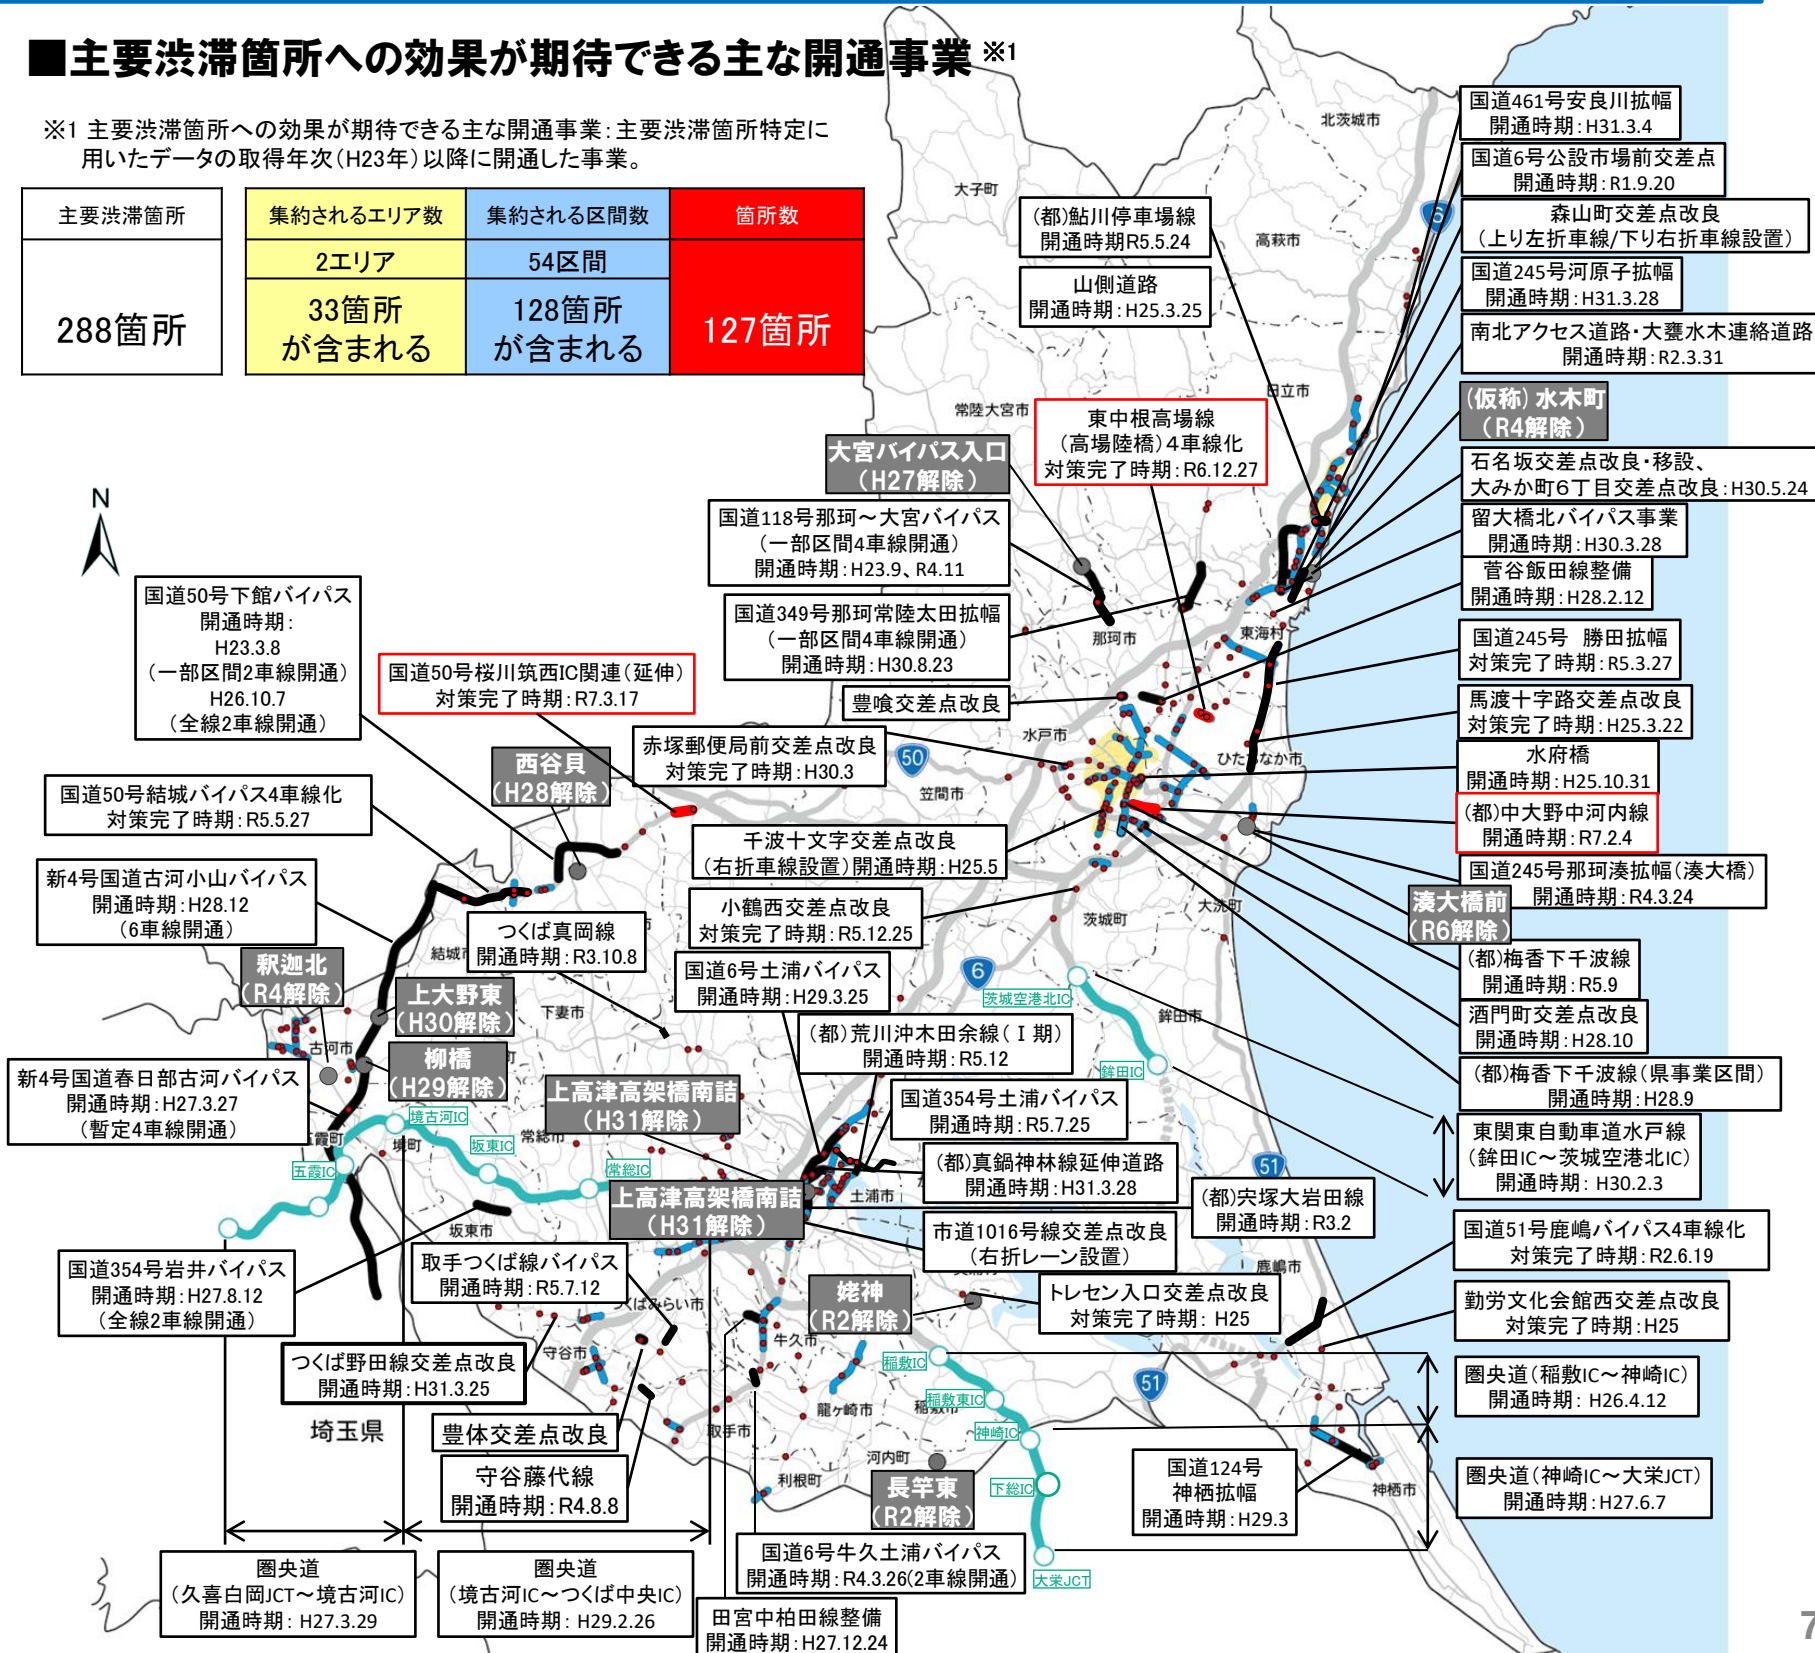 ■主要渋滞箇所への効果が期待できる主な開通事業 ※1
※1 主要渋滞箇所への効果が期待できる主な開通事業：主要渋滞箇所特定に
用いたデータの取得年次（H23年）以降に開通した事業。
主要渋滞箇所
288箇所
集約されるエリア数
集約される区間数
箇所数
2エリア
54区間
33箇所
が含まれる
128箇所
が含まれる
127箇所
N
北茨城市
大子町
高萩市
日立市
常陸大宮市
那珂市
東海村
水戸市
ひたちなか市
笠間市
茨城町
大洗町
鉾田市
結城市
下妻市
古河市
五霞町
境町
常総市
坂東市
土浦市
つくばみらい市
守谷市
牛久市
取手市
龍ヶ崎市
稲敷市
利根町
河内町
鹿嶋市
神栖市
埼玉県
6
50
6
51
51
国道461号安良川拡幅
開通時期：H31.3.4
国道6号公設市場前交差点
開通時期：R1.9.20
森山町交差点改良
（上り左折車線/下り右折車線設置）
国道245号河原子拡幅
開通時期：H31.3.28
南北アクセス道路・大甕水木連絡道路
開通時期：R2.3.31
（仮称）水木町
（R4解除）
石名坂交差点改良・移設、
大みか町6丁目交差点改良：H30.5.24
留大橋北バイパス事業
開通時期：H30.3.28
菅谷飯田線整備
開通時期：H28.2.12
国道245号 勝田拡幅
対策完了時期：R5.3.27
馬渡十字路交差点改良
対策完了時期：H25.3.22
水府橋
開通時期：H25.10.31
（都）中大野中河内線
開通時期：R7.2.4
国道245号那珂湊拡幅（湊大橋）
開通時期：R4.3.24
湊大橋前
（R6解除）
（都）梅香下千波線
開通時期：R5.9
酒門町交差点改良
開通時期：H28.10
（都）梅香下千波線（県事業区間）
開通時期：H28.9
東関東自動車道水戸線
（鉾田IC～茨城空港北IC）
開通時期：H30.2.3
国道51号鹿嶋バイパス4車線化
対策完了時期：R2.6.19
勤労文化会館西交差点改良
対策完了時期：H25
圏央道（稲敷IC～神崎IC）
開通時期： H26.4.12
圏央道（神崎IC～大栄JCT）
開通時期：H27.6.7
（都）鮎川停車場線
開通時期R5.5.24
山側道路
開通時期：H25.3.25
東中根高場線
（高場陸橋）4車線化
対策完了時期：R6.12.27
大宮バイパス入口
（H27解除）
国道118号那珂～大宮バイパス
（一部区間4車線開通）
開通時期：H23.9、R4.11
国道349号那珂常陸太田拡幅
（一部区間4車線開通）
開通時期：H30.8.23
豊喰交差点改良
赤塚郵便局前交差点改良
対策完了時期：H30.3
千波十文字交差点改良
（右折車線設置）開通時期：H25.5
小鶴西交差点改良
対策完了時期：R5.12.25
国道50号下館バイパス
開通時期：
H23.3.8
（一部区間2車線開通）
H26.10.7
（全線2車線開通）
国道50号桜川筑西IC関連（延伸）
対策完了時期：R7.3.17
西谷貝
（H28解除）
国道50号結城バイパス4車線化
対策完了時期：R5.5.27
新4号国道古河小山バイパス
開通時期：H28.12
（6車線開通）
釈迦北
（R4解除）
上大野東
（H30解除）
柳橋
（H29解除）
つくば真岡線
開通時期：R3.10.8
国道6号土浦バイパス
開通時期：H29.3.25
（都）荒川沖木田余線（Ⅰ期）
開通時期：R5.12
国道354号土浦バイパス
開通時期：R5.7.25
（都）真鍋神林線延伸道路
開通時期：H31.3.28
（都）宍塚大岩田線
開通時期：R3.2
市道1016号線交差点改良
（右折レーン設置）
上高津高架橋南詰
（H31解除）
上高津高架橋南詰
（H31解除）
新4号国道春日部古河バイパス
開通時期：H27.3.27
（暫定4車線開通）
国道354号岩井バイパス
開通時期：H27.8.12
（全線2車線開通）
取手つくば線バイパス
開通時期：R5.7.12
つくば野田線交差点改良
開通時期：H31.3.25
豊体交差点改良
守谷藤代線
開通時期：R4.8.8
姥神
（R2解除）
トレセン入口交差点改良
対策完了時期： H25
長竿東
（R2解除）
国道124号
神栖拡幅
開通時期：H29.3
国道6号牛久土浦バイパス
開通時期：R4.3.26(2車線開通）
田宮中柏田線整備
開通時期：H27.12.24
圏央道
（久喜白岡JCT～境古河IC）
開通時期： H27.3.29
圏央道
（境古河IC～つくば中央IC）
開通時期： H29.2.26
茨城空港北IC
鉾田IC
境古河IC
坂東IC
常総IC
五霞IC
稲敷IC
稲敷東IC
神崎IC
下総IC
大栄JCT
7